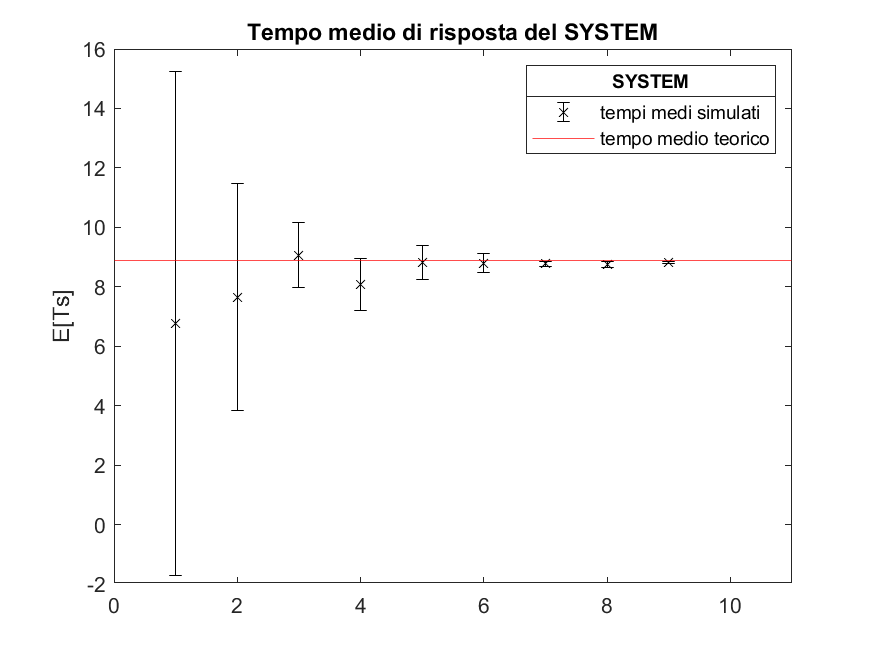 Tempo medio di risposta del SYSTEM
16
14
12
10
8
6
4
2
0
-2
E[Ts]
SYSTEM
tempi medi simulati
tempo medio teorico
0 2 4 6 8 10